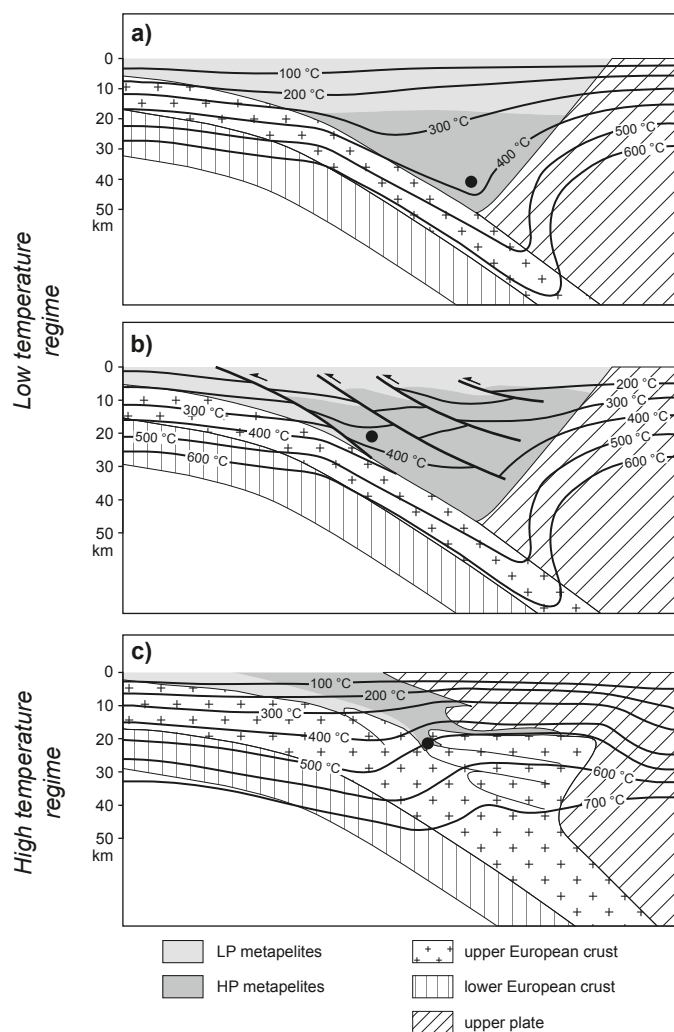 a)
0
10
20
30
40
50
km
100 °C
200 °C
300 °C
400 °C
500 °C
600 °C
Low temperature
regime
b)
0
10
20
30
40
50
km
200 °C
300 °C
400 °C
500 °C
600 °C
300 °C
400 °C
500 °C
600 °C
400 °C
High temperature
regime
c)
0
10
20
30
40
50
km
100 °C
200 °C
300 °C
400 °C
500 °C
600 °C
700 °C
LP metapelites
HP metapelites
upper European crust
lower European crust
upper plate